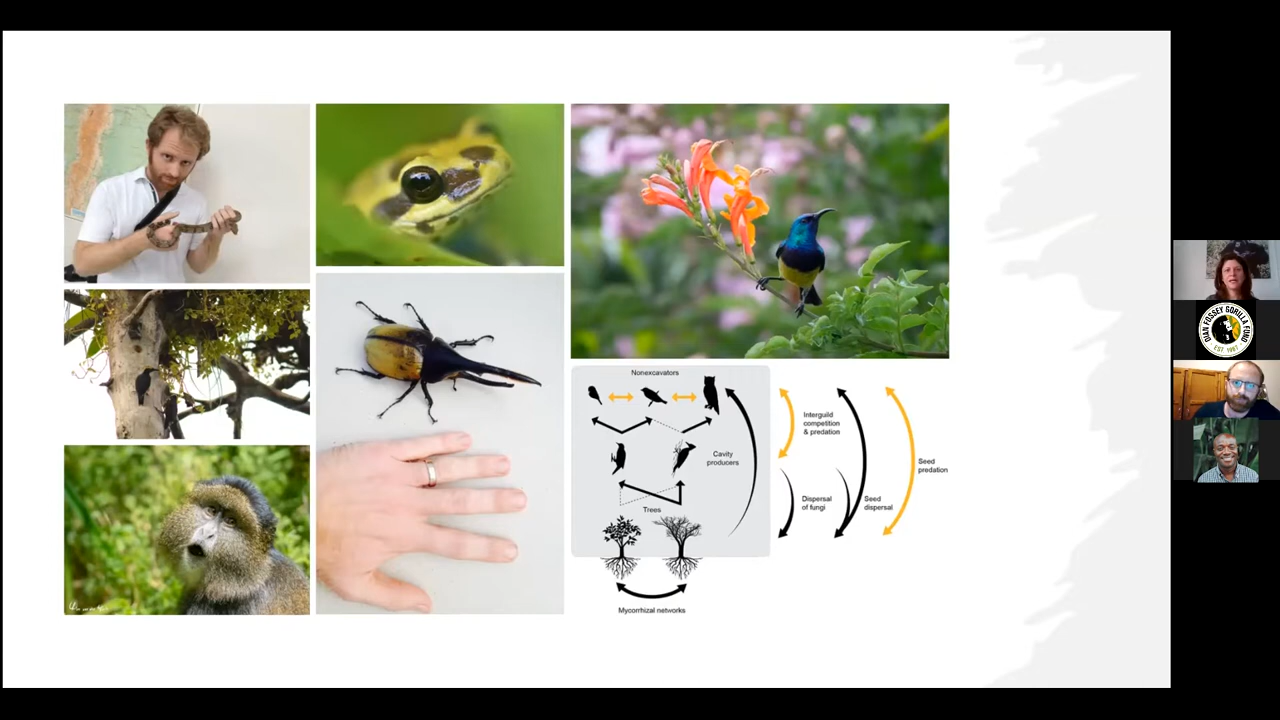 Nonexcavators
Cavity
producers
Trees
Mycorrhizal networks
Interguild
competition
& predation
Dispersal
of fungi
Seed
dispersal
Seed
predation
DIAN FOSSEY GORILLA FUND
EST. 1967